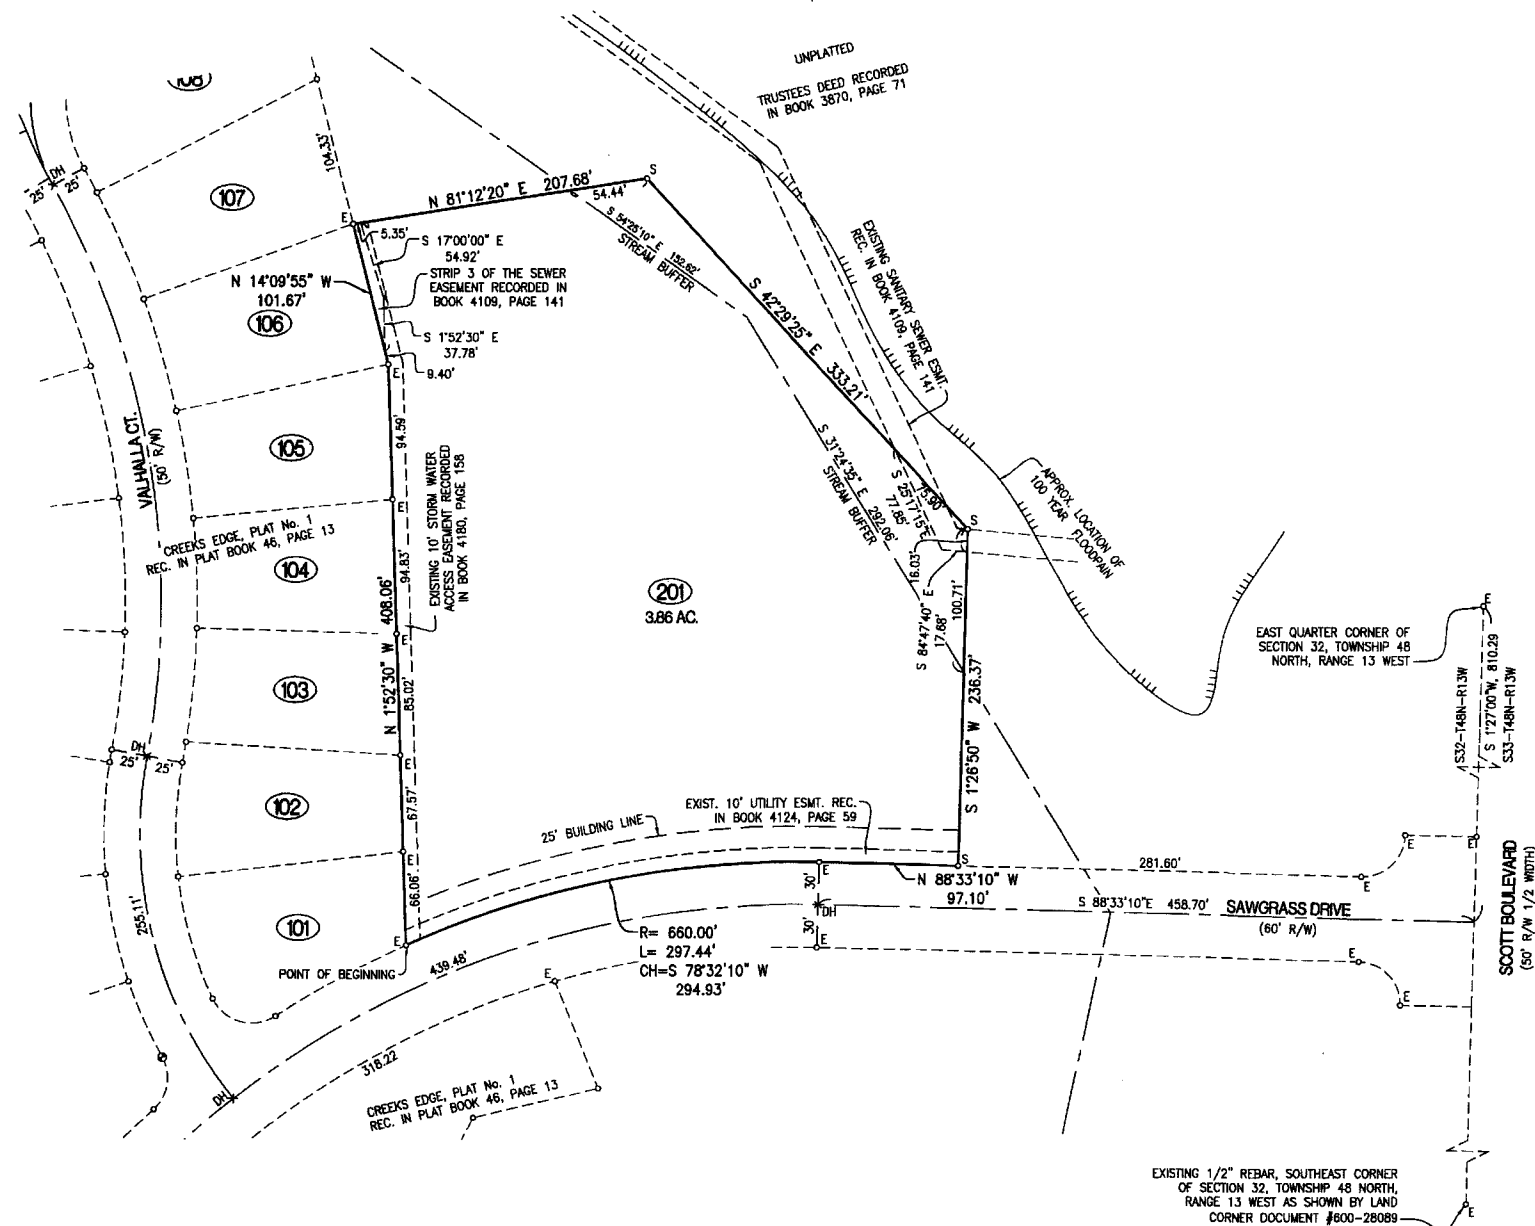 UNPLATTED
TRUSTEES DEED RECORDED
IN BOOK 3870, PAGE 71
108
107
104.33'
DH
25'
25'
E
N 81°12'20" E 207.68'
54.44'
S
5.35'
S 17°00'00" E
54.92'
STRIP 3 OF THE SEWER
EASEMENT RECORDED IN
BOOK 4109, PAGE 141
N 14°09'55" W
101.67'
106
S 1°52'30" E
37.78'
9.40'
E
S 54°26'10" E 152.62'
STREAM BUFFER
S 42°29'25" E 333.21'
EXISTING SANITARY SEWER ESMT.
REC. IN BOOK 4109, PAGE 141
VALHALLA CT.
(50' R/W)
105
94.59'
EXISTING 10' STORM WATER
ACCESS EASEMENT RECORDED
IN BOOK 4180, PAGE 158
E
S 31°24'35" E 292.06'
STREAM BUFFER
S 25°17'15" E
77.85'
75.90'
S
APPROX. LOCATION OF
100 YEAR FLOODPAIN
CREEKS EDGE, PLAT No. 1
REC. IN PLAT BOOK 46, PAGE 13
104
94.83'
N 1°52'30" W 408.06'
E
201
3.86 AC.
16.03'
S 84°47'40" E
17.68'
100.71'
S 1°26'50" W 236.37'
E
EAST QUARTER CORNER OF
SECTION 32, TOWNSHIP 48
NORTH, RANGE 13 WEST
S32-T48N-R13W
S 1°27'00"W, 810.29
S33-T48N-R13W
103
85.02'
DH
25'
25'
E
102
67.57'
25' BUILDING LINE
EXIST. 10' UTILITY ESMT. REC.
IN BOOK 4124, PAGE 59
E
S
E
N 88°33'10" W
97.10'
30'
DH
30'
E
281.60'
E
E
E
S 88°33'10"E 458.70'
SAWGRASS DRIVE
(60' R/W)
SCOTT BOULEVARD
(50' R/W 1/2 WIDTH)
255.11'
101
66.06'
E
POINT OF BEGINNING
R= 660.00'
L= 297.44'
CH=S 78°32'10" W
294.93'
439.48'
E
E
E
318.22
DH
CREEKS EDGE, PLAT No. 1
REC. IN PLAT BOOK 46, PAGE 13
EXISTING 1/2" REBAR, SOUTHEAST CORNER
OF SECTION 32, TOWNSHIP 48 NORTH,
RANGE 13 WEST AS SHOWN BY LAND
CORNER DOCUMENT #600-28089
E